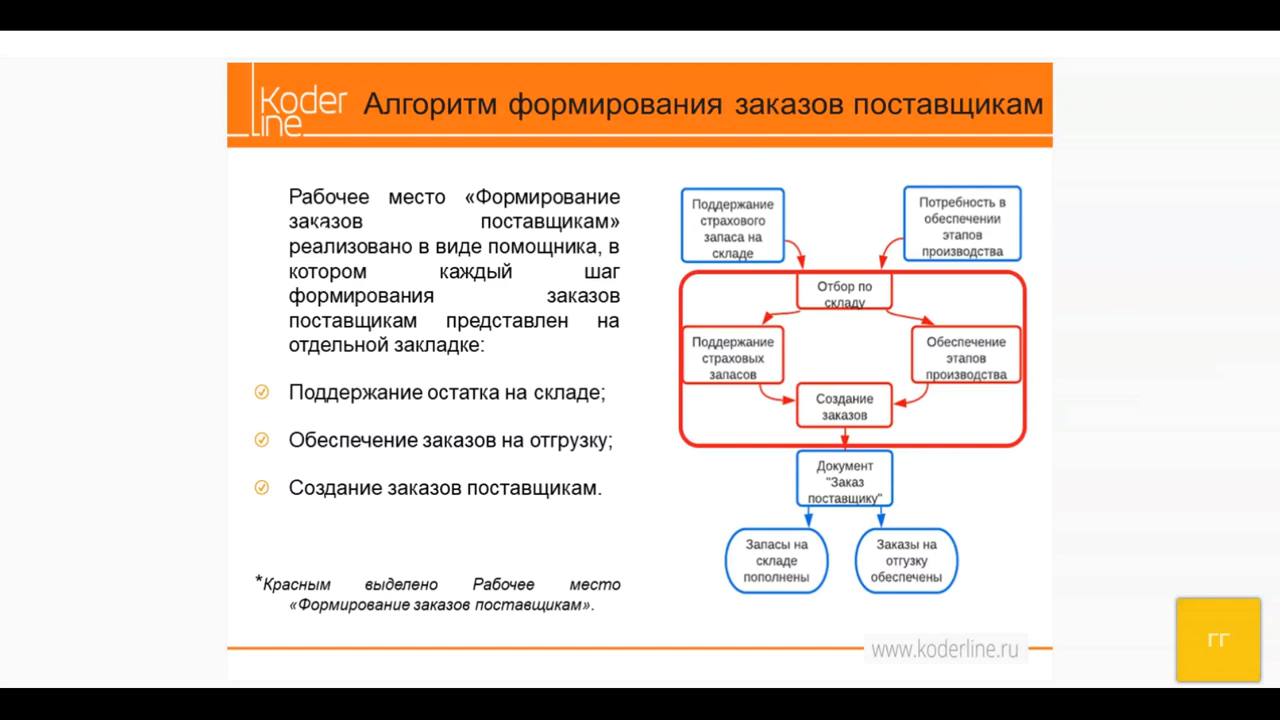 Koder
line
Алгоритм формирования заказов поставщикам
Рабочее место «Формирование
заказов поставщикам»
реализовано в виде помощника, в
котором каждый шаг
формирования заказов
поставщикам представлен на
отдельной закладке:
Поддержание остатка на складе;
Обеспечение заказов на отгрузку;
Создание заказов поставщикам.
*Красным выделено Рабочее место
«Формирование заказов поставщикам».
Поддержание
страхового
запаса на
складе
Потребность в
обеспечении
этапов
производства
Отбор по
складу
Поддержание
страховых
запасов
Обеспечение
этапов
производства
Создание
заказов
Документ
"Заказ
поставщику"
Запасы на
складе
пополнены
Заказы на
отгузку
обеспечены
www.koderline.ru
ГГ